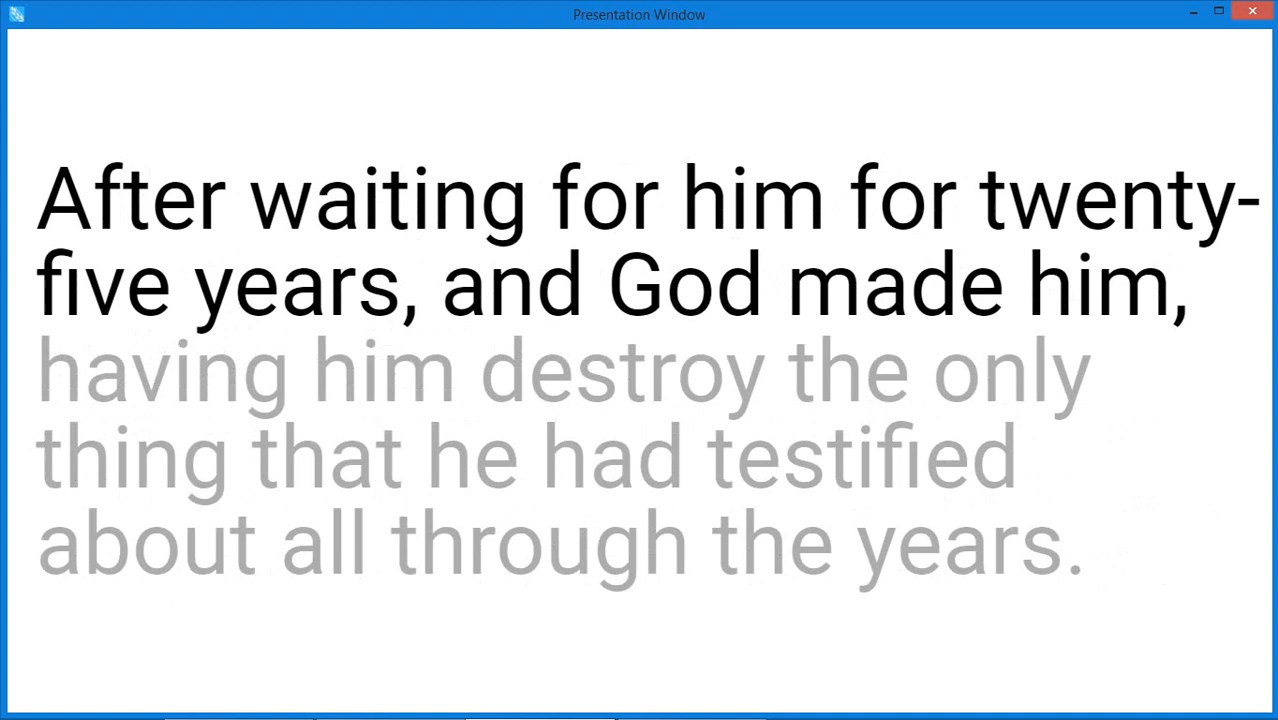 Presentation Window
After waiting for him for twenty-
five years, and God made him,
having him destroy the only
thing that he had testified
about all through the years.